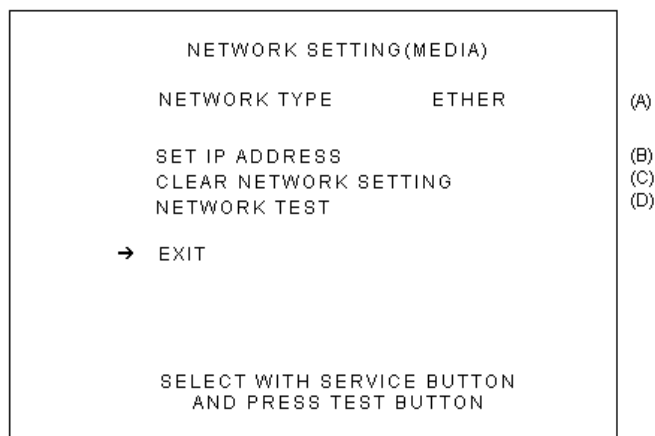 NETWORK SETTING(MEDIA)
NETWORK TYPE ETHER (A)
SET IP ADDRESS (B)
CLEAR NETWORK SETTING (C)
NETWORK TEST (D)
→ EXIT
SELECT WITH SERVICE BUTTON
AND PRESS TEST BUTTON